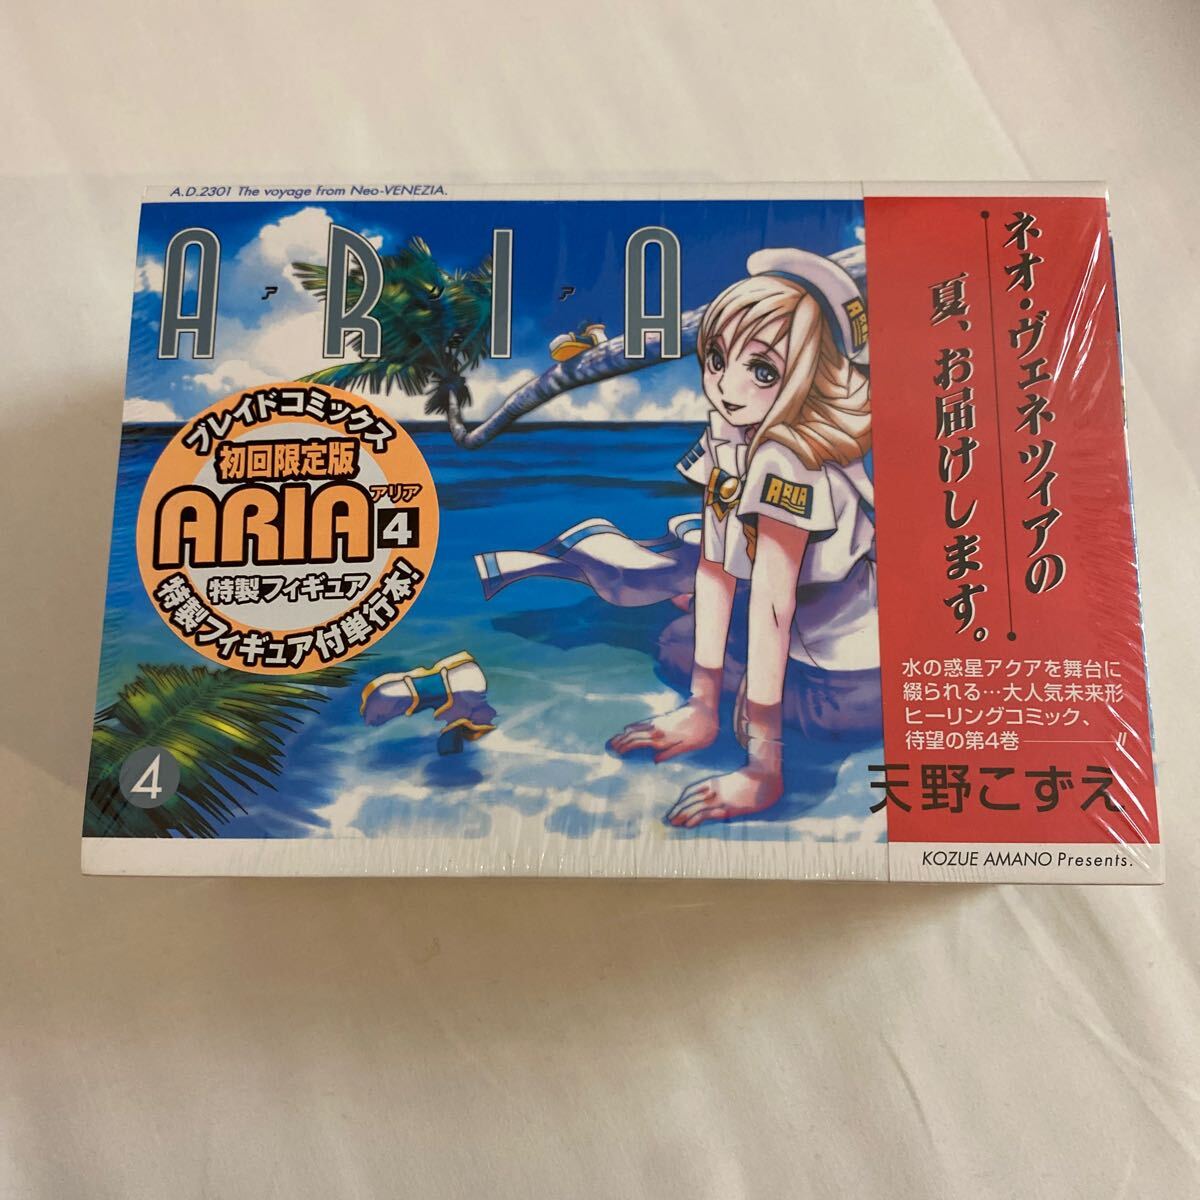 A.D.2301 The voyage from Neo-VENEZIA.
ARIA
ア ア
ブレイドコミックス
初回限定版
ARIA アリア 4
特製フィギュア
特製フィギュア付単行本!
4
ARIA
ネオ・ヴェネツィアの
夏、お届けします。
水の惑星アクアを舞台に
綴られる…大人気未来形
ヒーリングコミック、
待望の第4巻――!!
天野こずえ
KOZUE AMANO Presents.